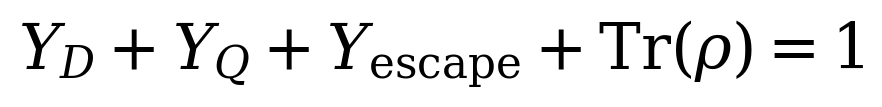 Y_D + Y_Q + Y_escape + Tr(ρ) = 1